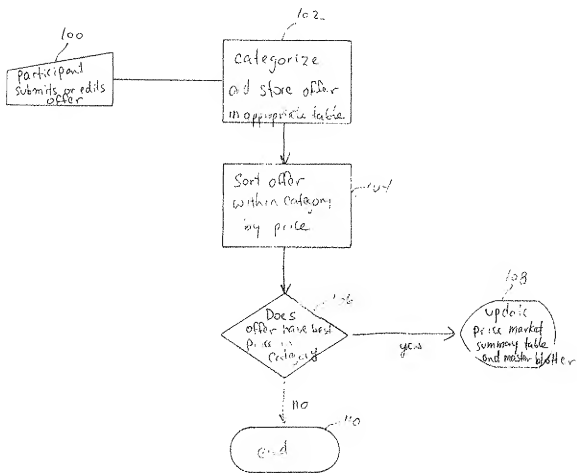 100
participant
submits or edits
offer
102
categorize
and store offer
in appropriate table
Sort offer
within category
by price
104
106
Does
offer have best
price in
category
yes
108
update
price market
summary table
and master blotter
no
110
end